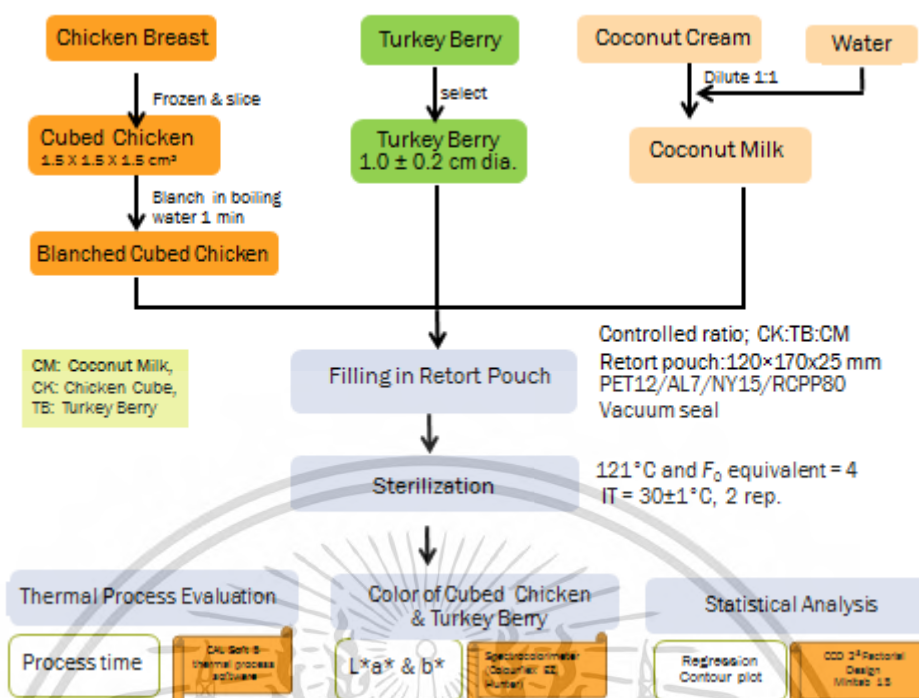 Chicken Breast
Turkey Berry
Coconut Cream
Water
Frozen & slice
select
Dilute 1:1
Cubed Chicken
1.5 X 1.5 X 1.5 cm³
Turkey Berry
1.0 ± 0.2 cm dia.
Coconut Milk
Blanch in boiling
water 1 min
Blanched Cubed Chicken
CM: Coconut Milk,
CK: Chicken Cube,
TB: Turkey Berry
Filling in Retort Pouch
Controlled ratio; CK:TB:CM
Retort pouch:120×170x25 mm
PET12/AL7/NY15/RCPP80
Vacuum seal
Sterilization
121°C and F₀ equivalent = 4
IT = 30±1°C, 2 rep.
Thermal Process Evaluation
Color of Cubed Chicken
& Turkey Berry
Statistical Analysis
Process time
thermal process
software
L*a* & b*
Spectrocolorimeter
Hunter)
Regression
Contour plot
Factorial
Design
Minitab 15